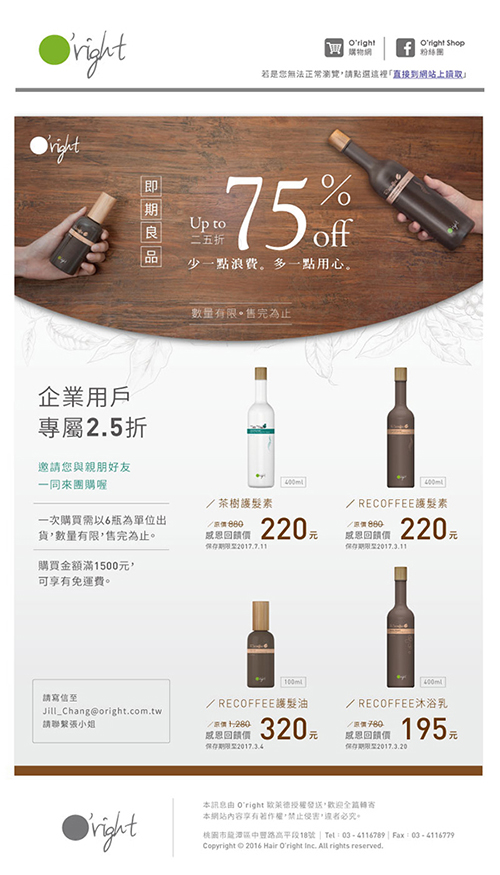 O'right
O'right
購物網
O'right Shop
粉絲團
若是您無法正常瀏覽，請點選這裡「直接到網站上讀取」
O'right
即期良品
Up to
二五折
75% off
少一點浪費。多一點用心。
數量有限。售完為止
企業用戶
專屬2.5折
邀請您與親朋好友
一同來團購喔
一次購買需以6瓶為單位出
貨，數量有限，售完為止。
購買金額滿1500元，
可享有免運費。
400ml
／茶樹護髮素
／原價880
感恩回饋價 220元
保存期限至2017.7.11
400ml
／RECOFFEE護髮素
／原價880
感恩回饋價 220元
保存期限至2017.3.11
100ml
／RECOFFEE護髮油
／原價1,280
感恩回饋價 320元
保存期限至2017.3.4
400ml
／RECOFFEE沐浴乳
／原價780
感恩回饋價 195元
保存期限至2017.3.20
請寫信至
Jill_Chang@oright.com.tw
請聯繫張小姐
O'right
本訊息由 O'right 歐萊德授權發送，歡迎全篇轉寄
本網站內容享有著作權，禁止侵害，違者必究。
桃園市龍潭區中豐路高平段18號 | Tel：03 - 4116789 | Fax：03 - 4116779
Copyright © 2016 Hair O'right Inc. All rights reserved.